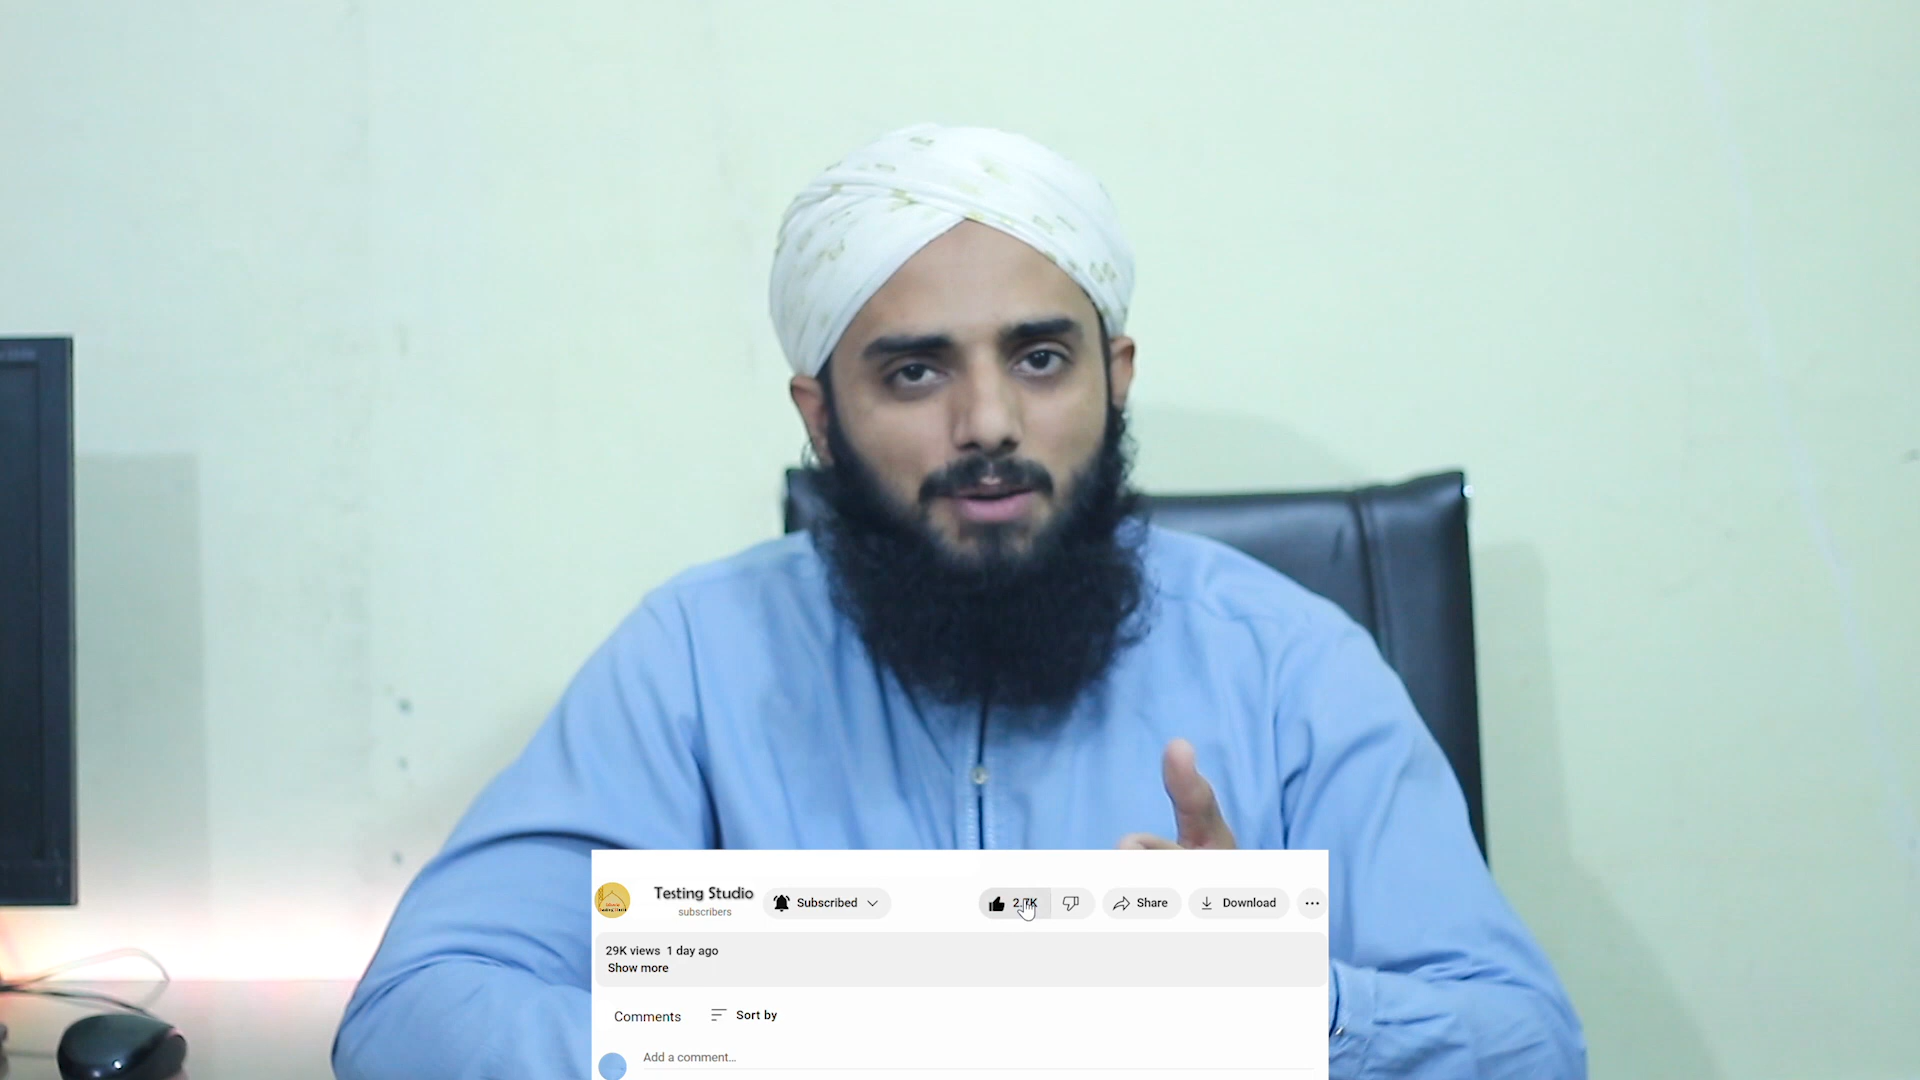 Testing Studio
subscribers
Subscribed
2.7K
Share
Download
29K views 1 day ago
Show more
Comments
Sort by
Add a comment...